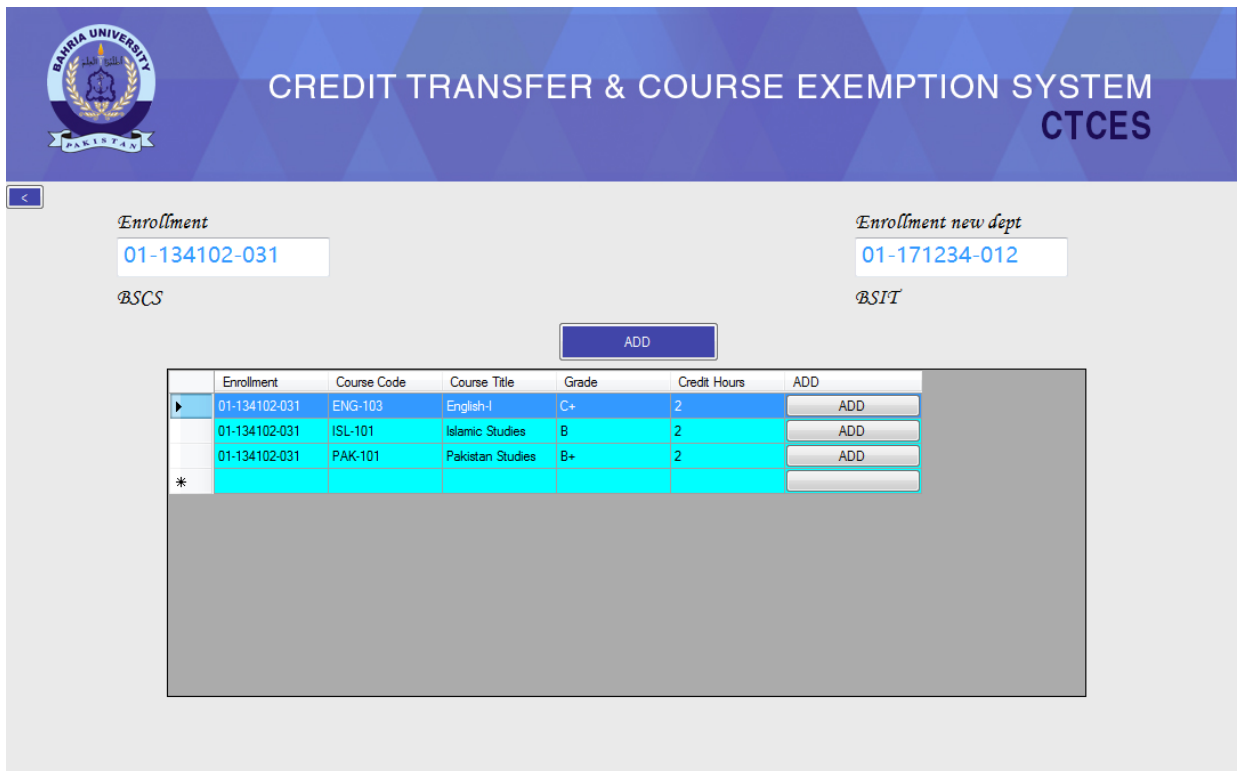 BAHRIA UNIVERSITY
PAKISTAN
CREDIT TRANSFER & COURSE EXEMPTION SYSTEM
CTCES
<
Enrollment Enrollment new dept
01-134102-031 01-171234-012
BSCS BSIT
ADD
Enrollment Course Code Course Title Grade Credit Hours ADD
01-134102-031 ENG-103 English-I C+ 2 ADD
01-134102-031 ISL-101 Islamic Studies B 2 ADD
01-134102-031 PAK-101 Pakistan Studies B+ 2 ADD